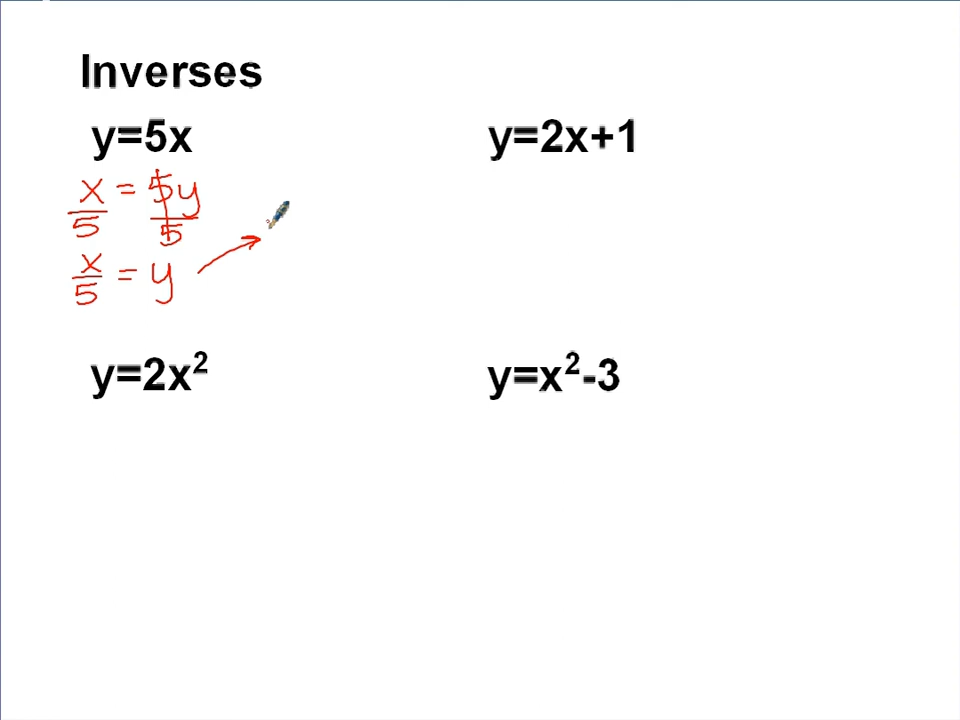 Inverses
y=5x
x/5 = 5y/5
x/5 = y
y=2x+1
y=2x²
y=x²-3